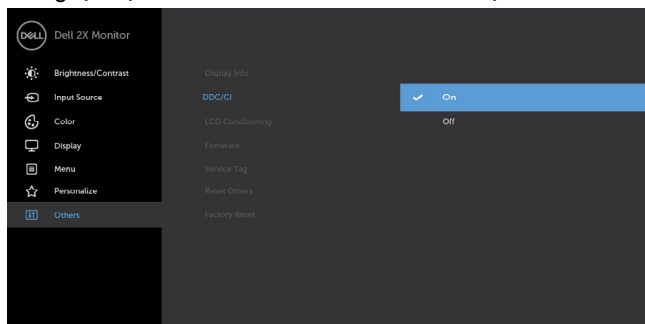 DELL Dell 2X Monitor
Brightness/Contrast Display Info
Input Source DDC/CI On
Color LCD Conditioning Off
Display Firmware
Menu Service Tag
Personalize Reset Others
Others Factory Reset